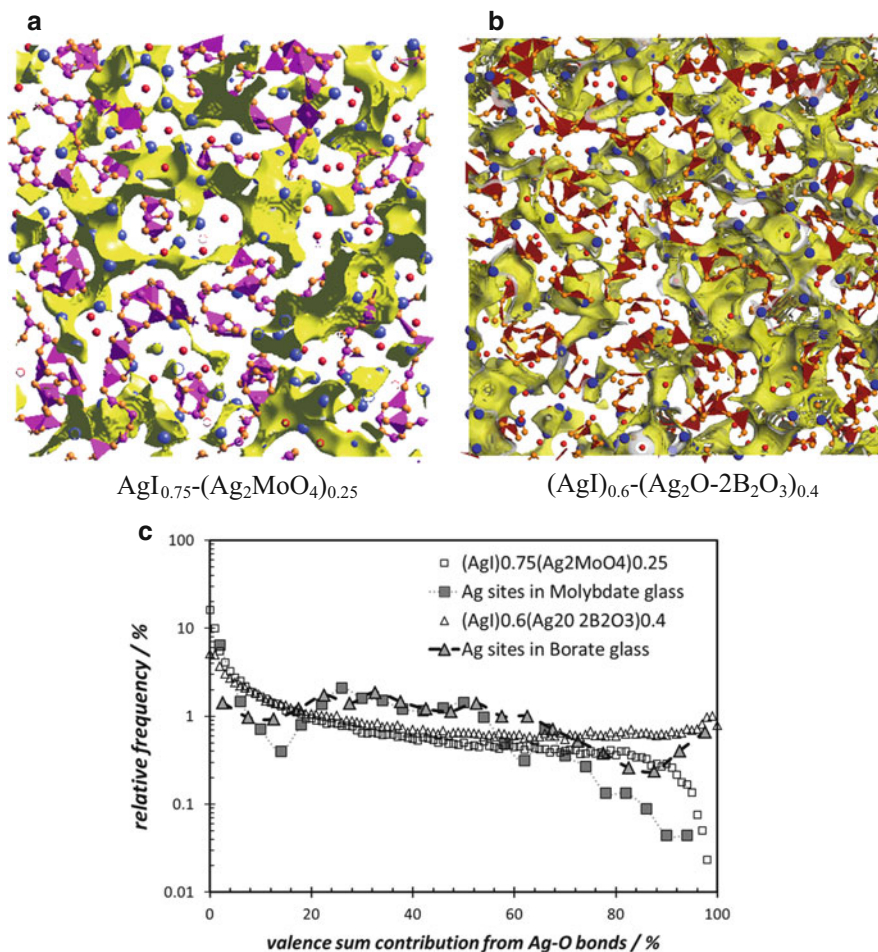 a
b
AgI₀.₇₅-(Ag₂MoO₄)₀.₂₅
(AgI)₀.₆-(Ag₂O-2B₂O₃)₀.₄
c
100
10
1
0.1
0.01
relative frequency / %
(AgI)0.75(Ag2MoO4)0.25
Ag sites in Molybdate glass
(AgI)0.6(Ag20 2B2O3)0.4
Ag sites in Borate glass
0 20 40 60 80 100
valence sum contribution from Ag-O bonds / %